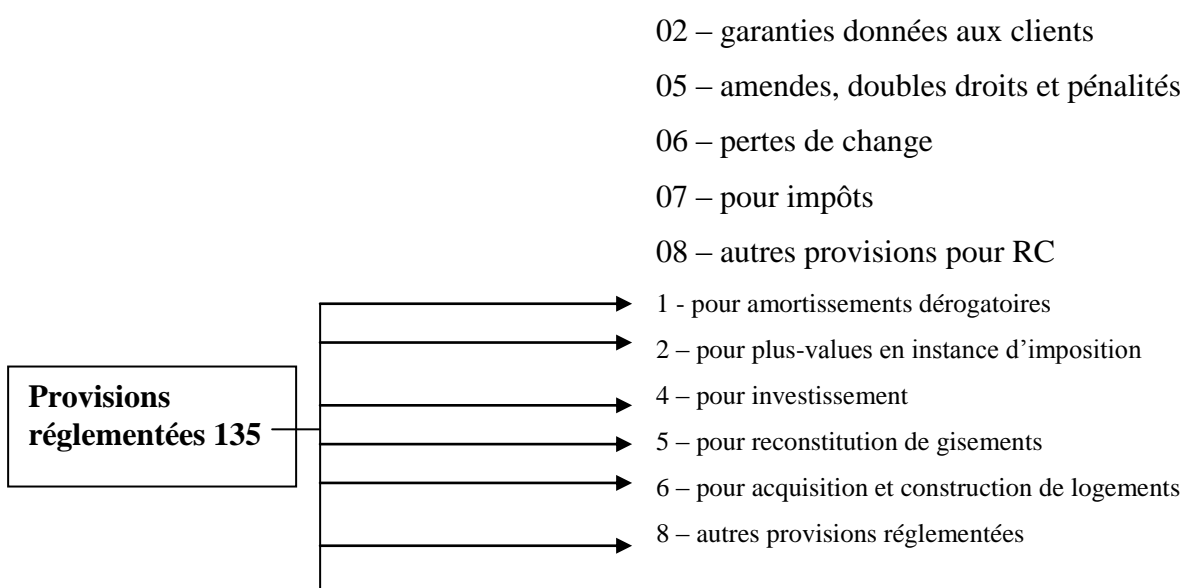 02 – garanties données aux clients
05 – amendes, doubles droits et pénalités
06 – pertes de change
07 – pour impôts
08 – autres provisions pour RC
Provisions
réglementées 135
1 - pour amortissements dérogatoires
2 – pour plus-values en instance d’imposition
4 – pour investissement
5 – pour reconstitution de gisements
6 – pour acquisition et construction de logements
8 – autres provisions réglementées